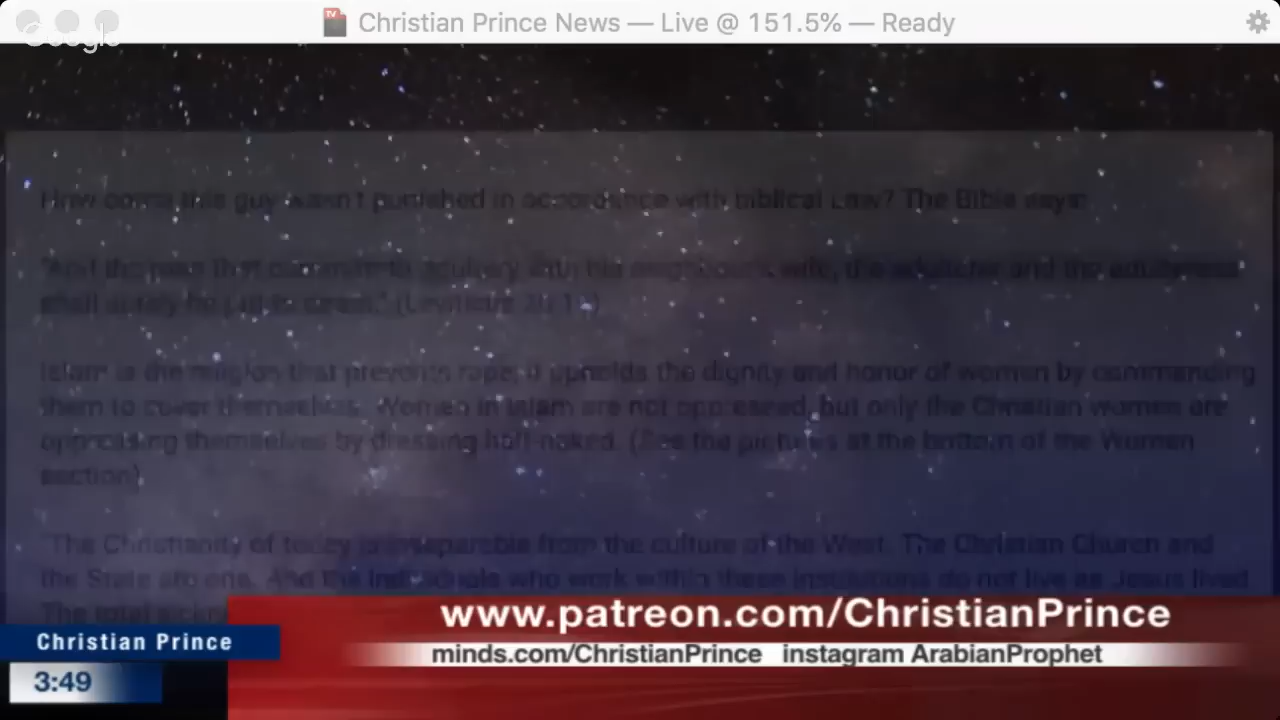 Christian Prince News — Live @ 151.5% — Ready
Google
How come this guy wasn't punished in accordance with biblical Law? The Bible says:
"And the man that committeth adultery with his neighbour's wife, the adulterer and the adulteress
shall surely be put to death." (Leviticus 20:10)
Islam is the religion that prevents rape; it upholds the dignity and honor of women by commanding
them to cover themselves. Women in Islam are not oppressed, but only the Christian women are
oppressing themselves by dressing half-naked. (See the pictures at the bottom of the Women
section)
"The Christianity of today is inseparable from the culture of the West. The Christian Church and
the State are one. And the individuals who work within these institutions do not live as Jesus lived
The total
www.patreon.com/ChristianPrince
Christian Prince
minds.com/ChristianPrince instagram ArabianProphet
3:49